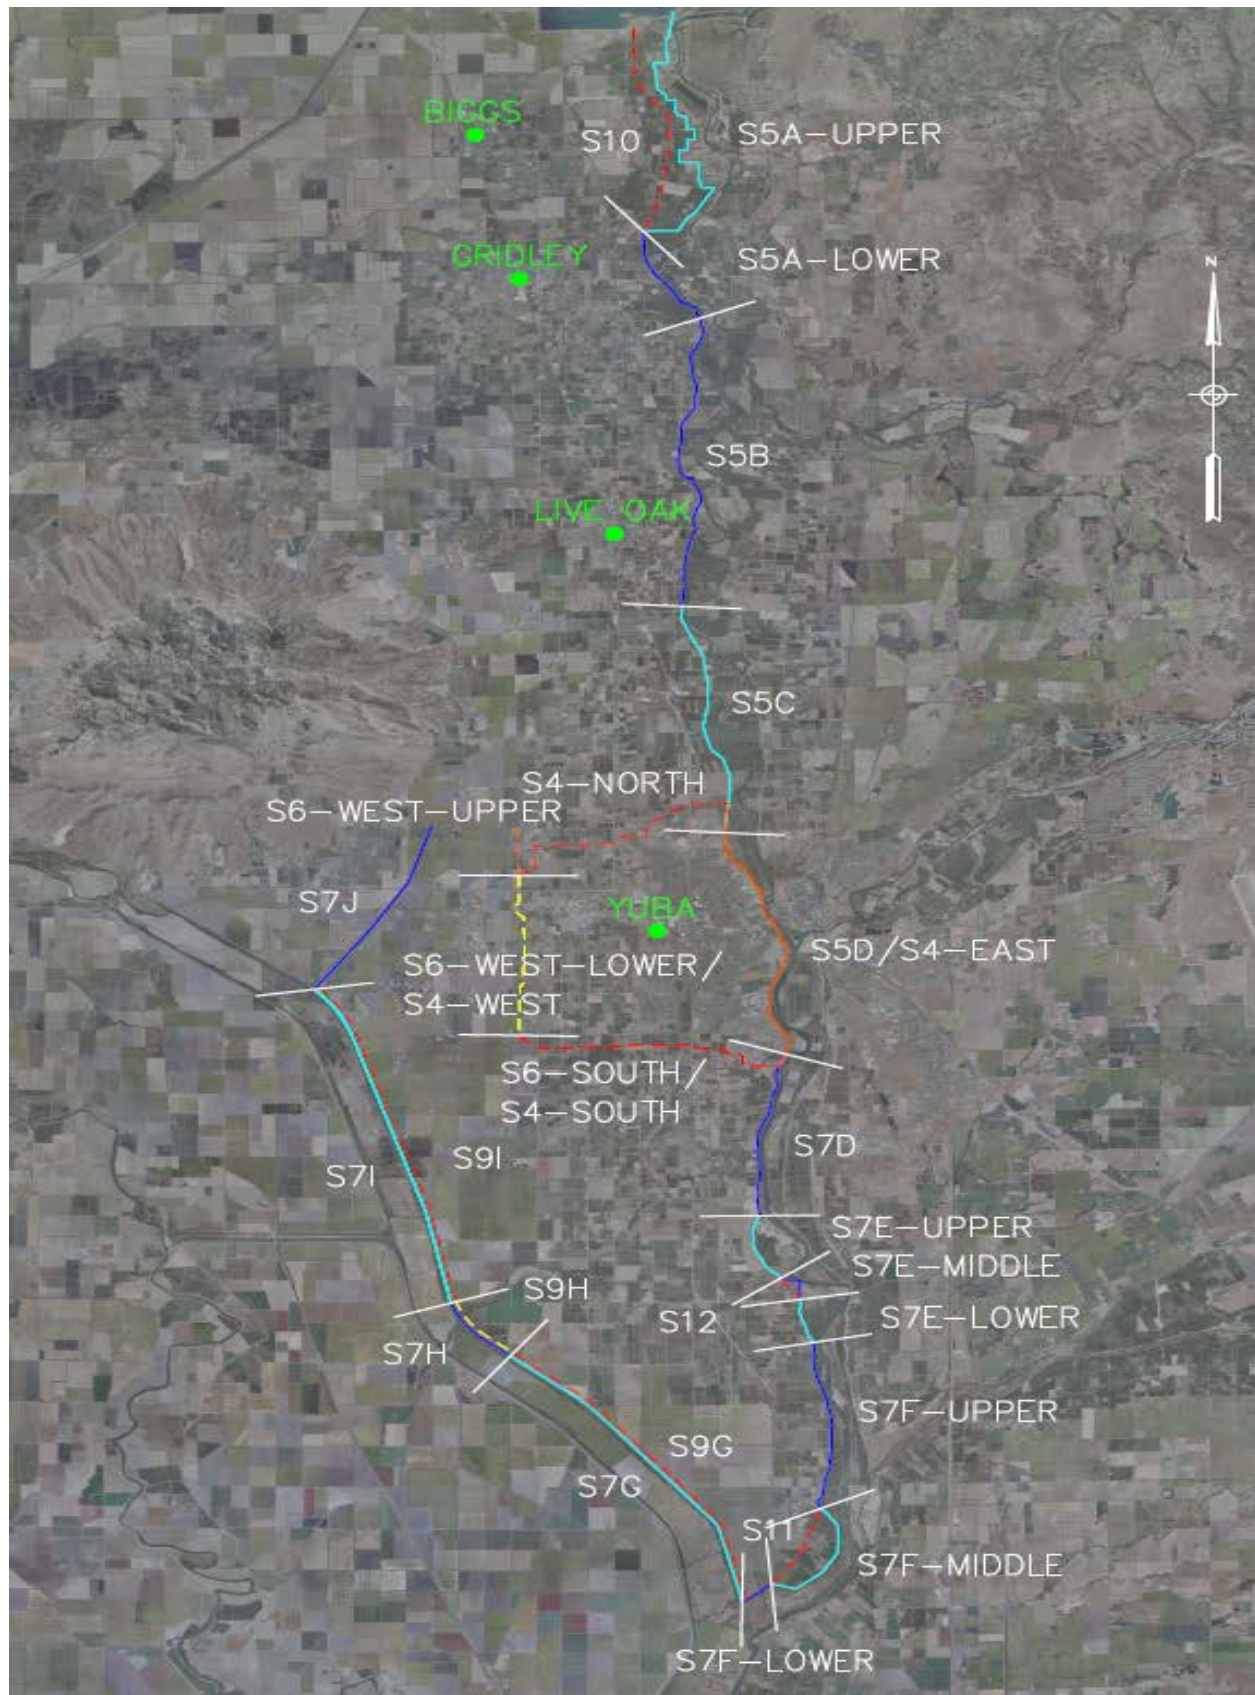 BIGGS
S10
S5A-UPPER
GRIDLEY
S5A-LOWER
N
S5B
LIVE OAK
S5C
S4-NORTH
S6-WEST-UPPER
S7J
YUBA
S5D/S4-EAST
S6-WEST-LOWER/
S4-WEST
S6-SOUTH/
S4-SOUTH
S7D
S9I
S7I
S7E-UPPER
S7E-MIDDLE
S9H
S12
S7E-LOWER
S7H
S7F-UPPER
S9G
S7G
S11
S7F-MIDDLE
S7F-LOWER